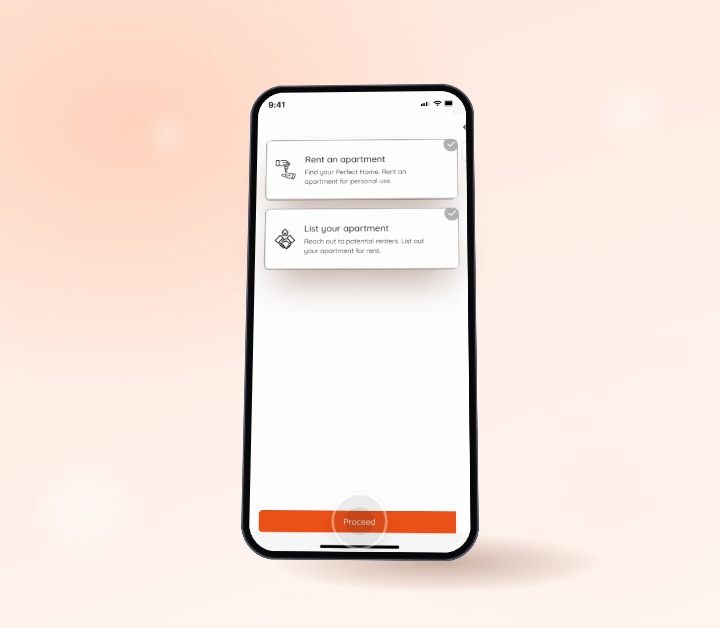 9:41
Rent an apartment
Find your Perfect Home. Rent an
apartment for personal use.
List your apartment
Reach out to potential renters. List out
your apartment for rent.
Proceed